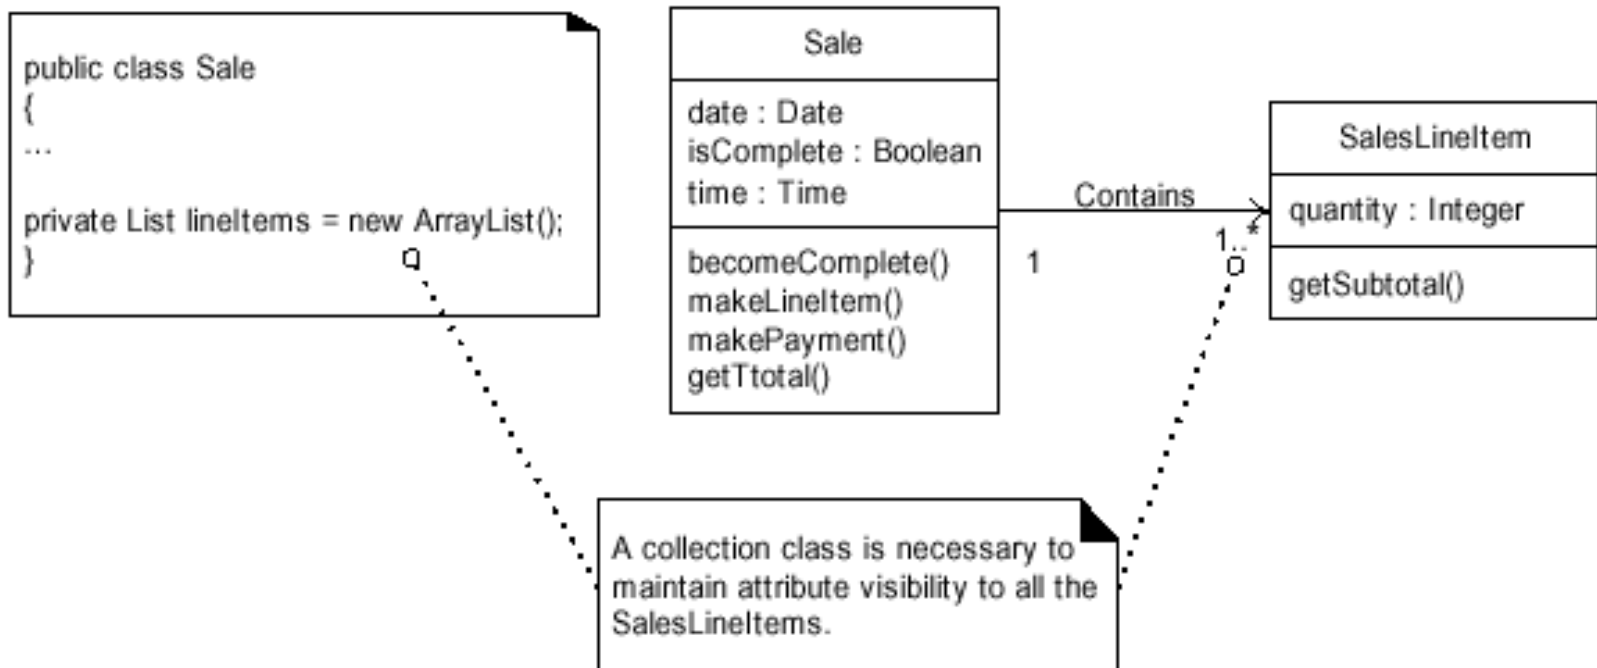 public class Sale
{
...
private List lineItems = new ArrayList();
}
Sale
date : Date
isComplete : Boolean
time : Time
becomeComplete()
makeLineItem()
makePayment()
getTtotal()
Contains
1
1..*
SalesLineItem
quantity : Integer
getSubtotal()
A collection class is necessary to
maintain attribute visibility to all the
SalesLineItems.